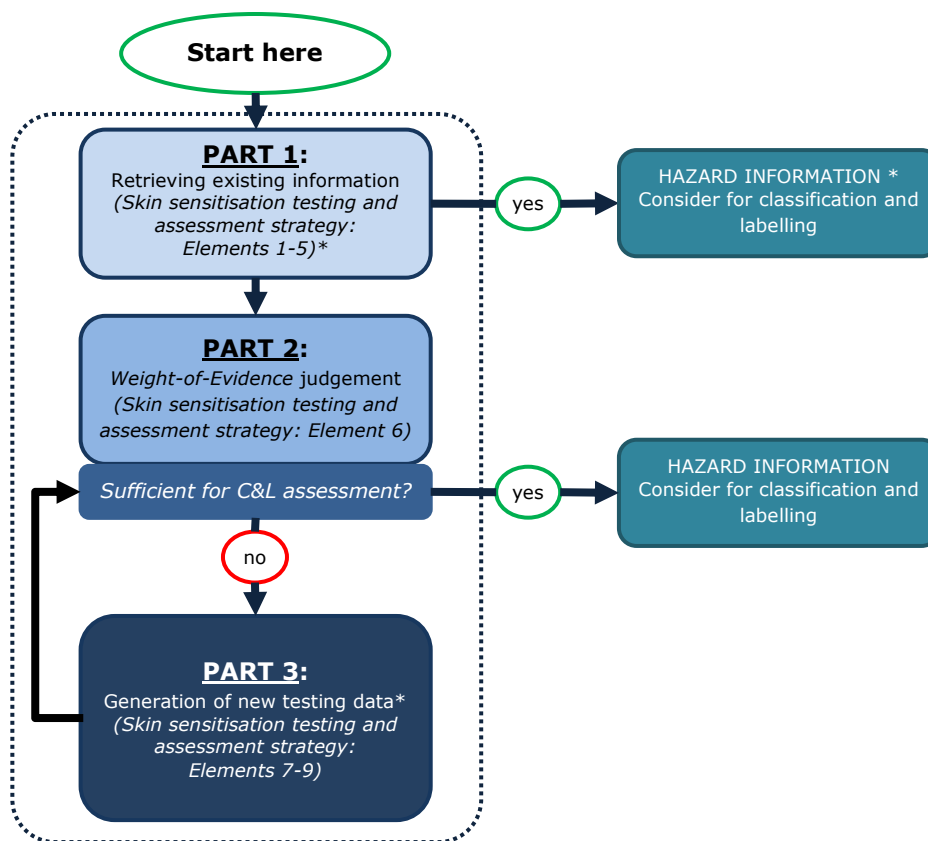 Start here
PART 1:
Retrieving existing information
(Skin sensitisation testing and
assessment strategy:
Elements 1-5)*
yes
HAZARD INFORMATION *
Consider for classification and
labelling
PART 2:
Weight-of-Evidence judgement
(Skin sensitisation testing and
assessment strategy: Element 6)
Sufficient for C&L assessment?
yes
HAZARD INFORMATION
Consider for classification and
labelling
no
PART 3:
Generation of new testing data*
(Skin sensitisation testing and
assessment strategy:
Elements 7-9)